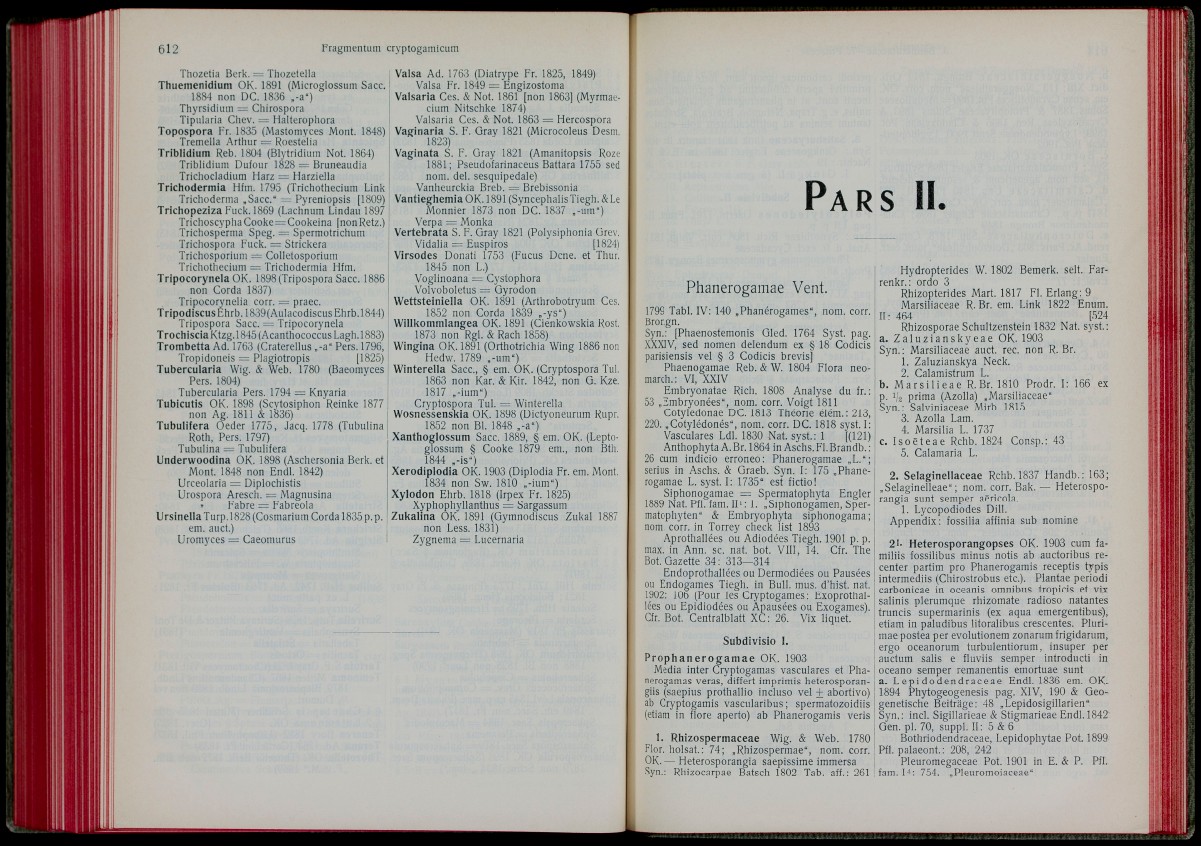 612
Fragmentum cryptogamicum
Thozetia Berk. = Thozetella
Thuemenidium OK. 1891 (Microglossum Sacc.
1884 non DC. 1836 „-a“)
Thyrsidium = Chirospora
Tipularia Chev. = Halterophora
Topospora Fr. 1835 (Mastomyces Mont. 1848)
Tremella Arthur = Roestelia
Triblidium Reb. 1804 (Blytridium Not. 1864)
Triblidium Dufour 1828 = Bruneaudia
Trichocladium Harz = Harziella
Trichodermia Hfm. 1795 (Trichothecium Link
Trichoderma „Sacc.“ = Pyreniopsis [1809)
Trichopeziza Fuck. 1869 (Lachnum Lindau 1897
Trichoscypha Cooke = Cookeina [non Retz.)
Trichosperma Speg. = Spermotrichum
Trichospora Fuck. = Strickera
Trichosporium = Colletosporium
Trichothecium = Trichodermia Hfm.
Tripocorynela OK. 1898 (Tripospora Sacc. 1886
non Corda 1837)
Tripocorynelia corr. = praec.
Tripodiscus Ehrb. 1839 (Aulacodiscus Ehrb. 1844)
Tripospora Sacc. = Tripocorynela
Trochiscia Ktzg. 1845 (Acanthococcus Lagh. 1883)
Trombetta Ad. 1763 (Craterellus „-a“ Pers. 1796,
Tropidoneis = Plagiotropis [1825)
Tubercularia Wig. & Web. 1780 (Baeomyces
Pers. 1804)
Tubercularia Pers. 1794 = Knyaria
Tubicutis OK. 1898 (Scytosiphon Reinke 1877
non Ag. 1811 & 1836)
Tubulifera Oeder 1775, Jacq. 1778 (Tubulina
Roth, Pers. 1797)
Tubulina = Tubulifera
Underwoodina OK. 1898 (Aschersonia Berk. et
Mont. 1848 non Endl. 1842)
Urceolaria = Diplochistis
Urospora Aresch. = Magnusina
Fabre = Fabreola
Ursinella Turp. 1828 (Cosmarium Corda 1835 p. p.
em. auct.)
Uromyces = Caeomurus
Valsa Ad. 1763 (Diatrype Fr. 1825, 1849)
Valsa Fr. 1849 = Engizostoma
Valsaria Ces. & Not. 1861 [non 1863] (Myrmae-
cium Nitschke 1874)
Valsaria Ces. & Not. 1863 = Hercospora
Vaginaria S. F. Gray 1821 (Microcoleus Desm.
1823)
Vaginata S. F. Gray 1821 (Amanitopsis Roze
1881; Pseudofarinaceus Battara 1755 sed
nom. del. sesquipedale)
Vanheurckia Breb. = Brebissonia
Vantieghemia OK. 1891 (Syncephalis Tiegh. & Le
Monnier 1873 non DC. 1837 „-um“)
Verpa = Monka
Vertebrata S. F. Gray 1821 (Polysiphonia Grev.
Vidalia = Euspiros [1824)
Virsodes Donati 1753 (Fucus Dcne. et Thur.
1845 non L.)
Voglinoana = Cystophora
Volvoboletus = Gyrodon
Wettsteiniella OK. 1891 (Arthrobotryum Ces.
1852 non Corda 1839 „-ys“)
Willkommlangea OK. 1891 (Cienkowskia Rost.
1873 non Rgl. & Rach 1858)
Wingina OK. 1891 (Orthotrichia Wing 1886 non
Hedw. 1789 „-um“)
Winterella Sacc., § em. OK. (Cryptospora Tul.
1863 non Kar. & Kir. 1842, non G. Kze.
1817 „-ium“)
Cryptospora Tul. = Winterella
Wosnessenskia OK. 1898 (Dictyoneurum Rupr.
1852 non Bl. 1848 „-a“)
Xanthoglossum Sacc. 1889, § em. OK. (Lepto-
glossum § Cooke 1879 em., non Bth.
1844 „-is“)
Xerodiplodia OK. 1903 (Diplodia Fr. em. Mont.
1834 non Sw. 1810 „-ium“)
Xylodon Ehrb. 1818 (Irpex Fr. 1825)
Xyphophyllanthus = Sargassum
Zukalina OK. 1891 (Gymnodiscus Zukal 1887
non Less. 1831)
Zygnema = Lucernaria
PARS II.
Phanerogamae Vent.
1799 Tabl. IV: 140 „Phanérogames“, nom. corr.
Brorgn.
Syn.: [Phaenostemonis Gled. 1764 Syst. pag.
XXXIV, sed nomen delendum ex § 18 Codicis
parisiensis vel § 3 Codicis brevis]
Phaenogamae Reb. & W. 1804 Flora neo-
march.: VI, XXIV
Embryonatae Rich. 1808 Analyse du fr.:
53 „Embryonées“, nom. corr. Voigt 1811
Cotyledonae DC. 1813 Théorie élém.: 213,
220. „Cotylédonés“, nom. corr. DC. 1818 syst. I:
Vasculares Ldl. 1830 Nat. syst.: 1 [(121)
Anthophyta A. Br. 1864 in Aschs. Fl. Brandb.:
26 cum indicio erroneo: Phanerogamae „L.“;
serius in Aschs. & Graeb. Syn. I: 175 „Phane-
rogamae L. syst. I: 1735“ est fictio!
Siphonogamae = Spermatophyta Engler
1889 Nat. Pfl. fam. II¹: 1. „Siphonogamen, Sper-
matophyten“ & Embryophyta siphonogama;
nom corr. in Torrey check list 1893
Aprothallées ou Adiodées Tiegh. 1901 p. p.
max. in Ann. sc. nat. bot. VIII, 14. Cfr. The
Bot. Gazette 34: 313—314
Endoprothallées ou Dermodiées ou Pausées
ou Endogames Tiegh. in Bull. mus. d'hist. nat.
1902: 106 (Pour les Cryptogames: Exoprothal-
lées ou Epidiodées ou Apausées ou Exogames).
Cfr. Bot. Centralblatt XC: 26. Vix liquet.
Subdivisio 1.
Prophanerogamae OK. 1903
Media inter Cryptogamas vasculares et Pha-
nerogamas veras, differt imprimis heterosporan-
giis (saepius prothallio incluso vel ± abortivo)
ab Cryptogamis vascularibus; spermatozoidiis
(etiam in flore aperto) ab Phanerogamis veris
1. Rhizospermaceae Wig. & Web. 1780
Flor. holsat.: 74; „Rhizospermae“, nom. corr.
OK. — Heterosporangia saepissime immersa
Syn.: Rhizocarpae Batsch 1802 Tab. aff.: 261
Hydropterides W. 1802 Bemerk. selt. Far-
renkr.: ordo 3
Rhizopterides Mart. 1817 Fl. Erlang: 9
Marsiliaceae R. Br. em. Link 1822 Enum.
II: 464 [524
Rhizosporae Schultzenstein 1832 Nat. syst.:
a. Zaluzianskyeae OK. 1903
Syn.: Marsiliaceae auct. rec. non R. Br.
1. Zaluzianskya Neck.
2. Calamistrum L.
b. Marsilieae R. Br. 1810 Prodr. I: 166 ex
p. ½ prima (Azolla) „Marsiliaceae“
Syn.: Salviniaceae Mirb 1815
3. Azolla Lam.
4. Marsilia L. 1737
c. Isoëteae Rchb. 1824 Consp.: 43
5. Calamaria L.
2. Selaginellaceae Rchb. 1837 Handb.: 163;
„Selaginelleae“; nom. corr. Bak. — Heterospo-
rangia sunt semper aëricola
1. Lycopodiodes Dill.
Appendix: fossilia affinia sub nomine
2¹. Heterosporangopses OK. 1903 cum fa-
miliis fossilibus minus notis ab auctoribus re-
center partim pro Phanerogamis receptis typis
intermediis (Chirostrobus etc.). Plantae periodi
carbonicae in oceanis omnibus tropicis et vix
salinis plerumque rhizomate radioso natantes
truncis supermarinis (ex aqua emergentibus),
etiam in paludibus litoralibus crescentes. Pluri-
mae postea per evolutionem zonarum frigidarum,
ergo oceanorum turbulentiorum, insuper per
auctum salis e fluviis semper introducti in
oceano semper remanentis emortuae sunt
a. Lepidodendraceae Endl. 1836 em. OK.
1894 Phytogeogenesis pag. XIV, 190 & Geo-
genetische Beiträge: 48 „Lepidosigillarien“
Syn.: incl. Sigillarieae & Stigmarieae Endl. 1842
Gen. pl. 70, suppl. II: 5 & 6
Bothriodendraceae, Lepidophytae Pot. 1899
Pfl. palaeont.: 208, 242
Pleuromegaceae Pot. 1901 in E. & P. Pfl.
fam. I⁴: 754. „Pleuromoiaceae“